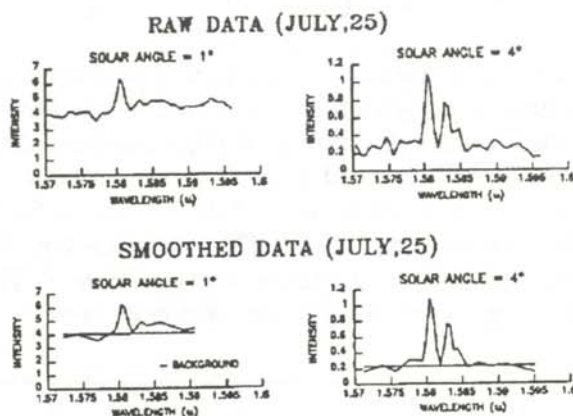 RAW DATA (JULY,25)
SOLAR ANGLE = 1°
SOLAR ANGLE = 4°
INTENSITY
7
6
5
4
3
2
1
0
1.57 1.575 1.58 1.585 1.59 1.595 1.6
WAVELENGTH (u)
INTENSITY
1.2
1
0.8
0.6
0.4
0.2
0
1.57 1.575 1.58 1.585 1.59 1.595 1.6
WAVELENGTH (u)
SMOOTHED DATA (JULY,25)
SOLAR ANGLE = 1°
SOLAR ANGLE = 4°
INTENSITY
7
6
5
4
3
2
1
0
— BACKGROUND
1.57 1.575 1.58 1.585 1.59 1.595 1.6
WAVELENGTH (u)
INTENSITY
1.2
1
0.8
0.6
0.4
0.2
0
1.57 1.575 1.58 1.585 1.59 1.595 1.6
WAVELENGTH (u)